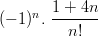 (−1)ⁿ. (1 + 4n)/n!